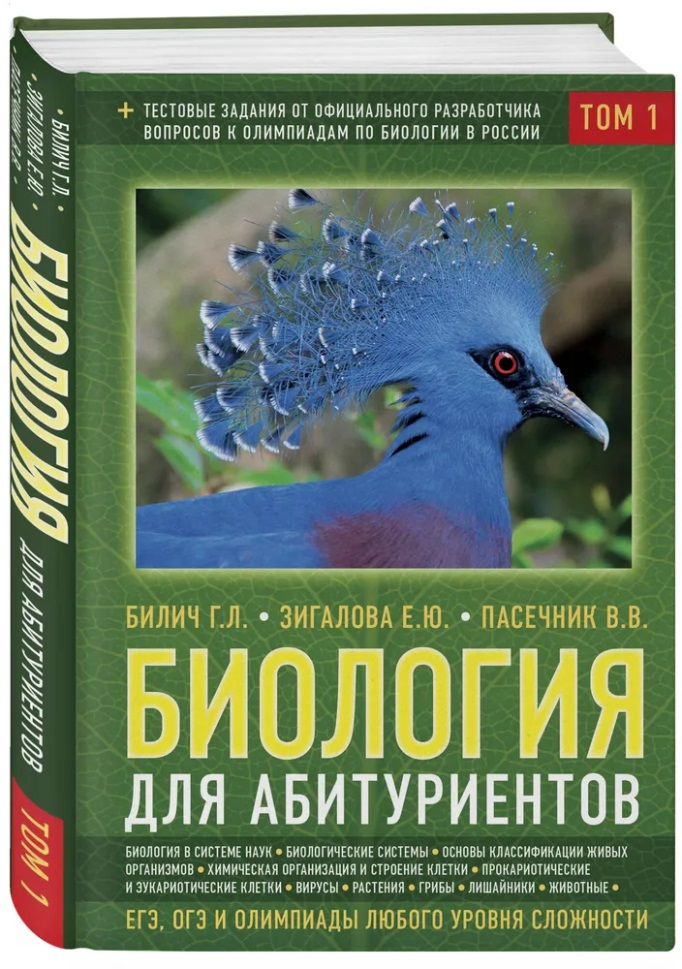 + ТЕСТОВЫЕ ЗАДАНИЯ ОТ ОФИЦИАЛЬНОГО РАЗРАБОТЧИКА
ВОПРОСОВ К ОЛИМПИАДАМ ПО БИОЛОГИИ В РОССИИ
ТОМ 1
БИЛИЧ Г.Л. • ЗИГАЛОВА Е.Ю. • ПАСЕЧНИК В.В.
БИОЛОГИЯ
ДЛЯ АБИТУРИЕНТОВ
БИОЛОГИЯ В СИСТЕМЕ НАУК • БИОЛОГИЧЕСКИЕ СИСТЕМЫ • ОСНОВЫ КЛАССИФИКАЦИИ ЖИВЫХ
ОРГАНИЗМОВ • ХИМИЧЕСКАЯ ОРГАНИЗАЦИЯ И СТРОЕНИЕ КЛЕТКИ • ПРОКАРИОТИЧЕСКИЕ
И ЭУКАРИОТИЧЕСКИЕ КЛЕТКИ • ВИРУСЫ • РАСТЕНИЯ • ГРИБЫ • ЛИШАЙНИКИ • ЖИВОТНЫЕ •
ЕГЭ, ОГЭ И ОЛИМПИАДЫ ЛЮБОГО УРОВНЯ СЛОЖНОСТИ
• БИЛИЧ Г.Л.
• ЗИГАЛОВА Е.Ю.
• ПАСЕЧНИК В.В.
БИОЛОГИЯ
ДЛЯ АБИТУРИЕНТОВ
ТОМ 1